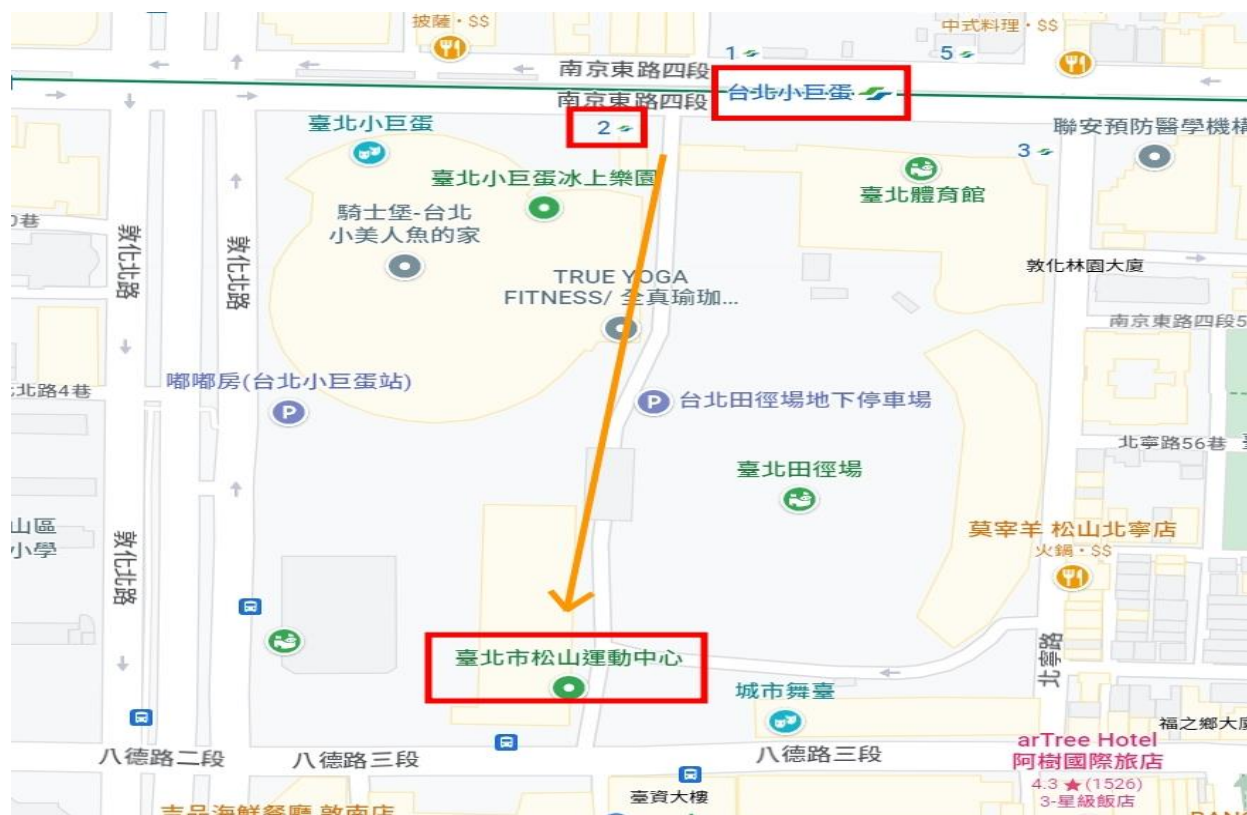 披薩・$$
中式料理・$$
1
5
南京東路四段
南京東路四段
台北小巨蛋
2
臺北小巨蛋
聯安預防醫學機構
3
臺北小巨蛋冰上樂園
臺北體育館
騎士堡-台北
小美人魚的家
0巷
敦化北路
敦化北路
敦化林園大廈
TRUE YOGA
FITNESS/ 全真瑜珈...
南京東路四段5
嘟嘟房(台北小巨蛋站)
北路4巷
P
P
台北田徑場地下停車場
北寧路56巷
臺北田徑場
山區
小學
莫宰羊 松山北寧店
火鍋・$$
敦化北路
北寧路
臺北市松山運動中心
城市舞臺
福之鄉大
八德路二段
八德路三段
八德路三段
arTree Hotel
阿樹國際旅店
4.3 ★ (1526)
3-星級飯店
臺資大樓
吉品海鮮餐廳 敦南店